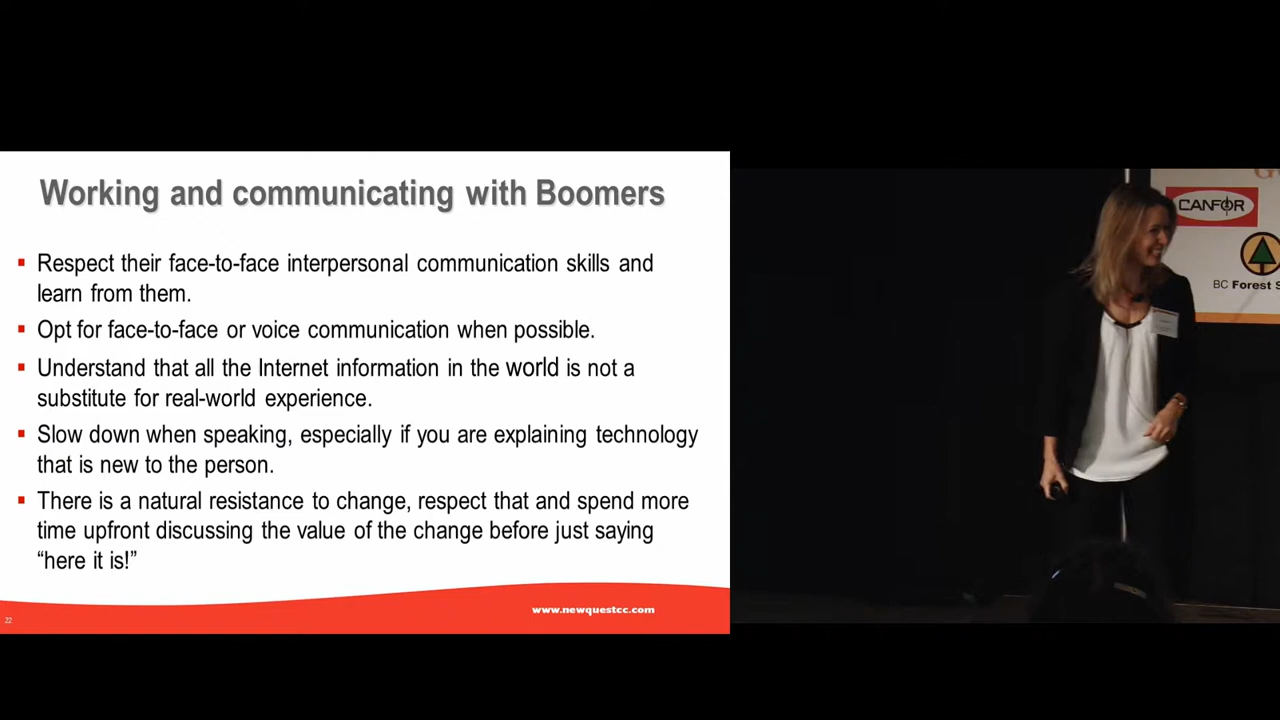 Working and communicating with Boomers
Respect their face-to-face interpersonal communication skills and
learn from them.
Opt for face-to-face or voice communication when possible.
Understand that all the Internet information in the world is not a
substitute for real-world experience.
Slow down when speaking, especially if you are explaining technology
that is new to the person.
There is a natural resistance to change, respect that and spend more
time upfront discussing the value of the change before just saying
“here it is!”
www.newquestcc.com
22
CANFOR
BC Forest